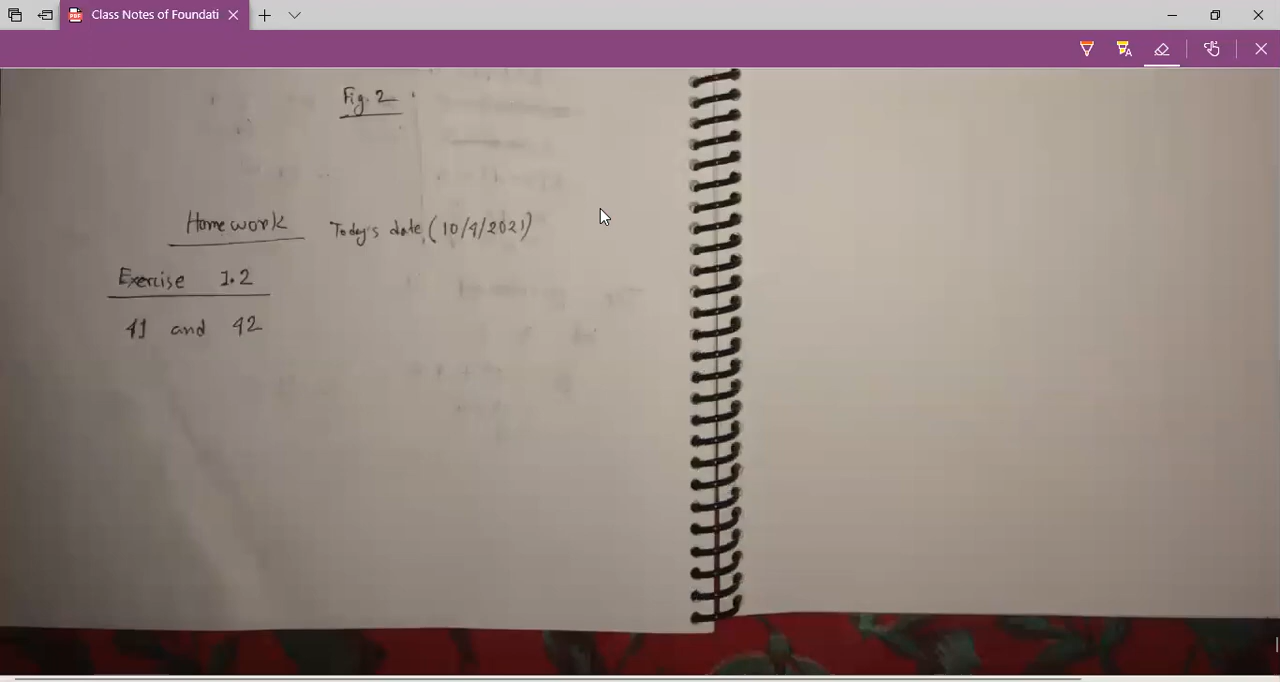 Class Notes of Foundati
Fig. 2
Homework Today's date (10/4/2021)
Exercise 1.2
41 and 42